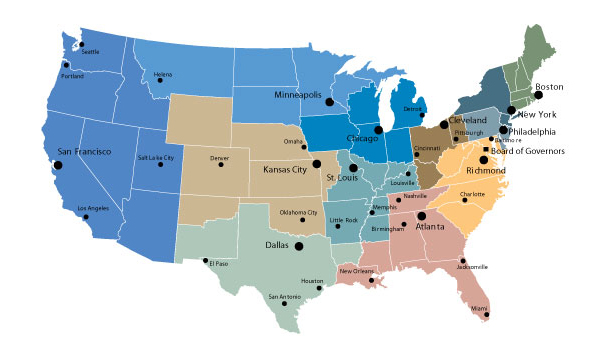 Seattle
Portland
Helena
Minneapolis
Boston
New York
Detroit
Cleveland
Philadelphia
Pittsburgh
Baltimore
Chicago
Omaha
Board of Governors
San Francisco
Salt Lake City
Denver
Kansas City
St. Louis
Cincinnati
Richmond
Louisville
Nashville
Charlotte
Los Angeles
Oklahoma City
Little Rock
Memphis
Birmingham
Atlanta
Dallas
El Paso
Houston
New Orleans
Jacksonville
San Antonio
Miami